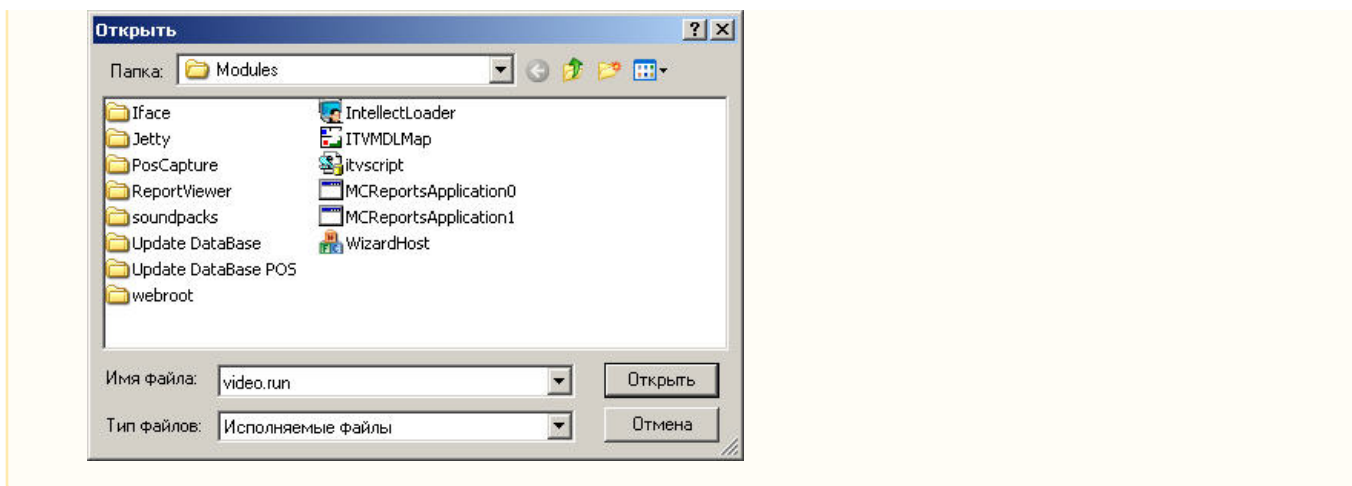 Открыть
Папка: Modules
Iface
Jetty
PosCapture
ReportViewer
soundpacks
Update DataBase
Update DataBase POS
webroot
IntellectLoader
ITVMDLMap
itvscript
MCReportsApplication0
MCReportsApplication1
WizardHost
Имя файла: video.run Открыть
Тип файлов: Исполняемые файлы Отмена